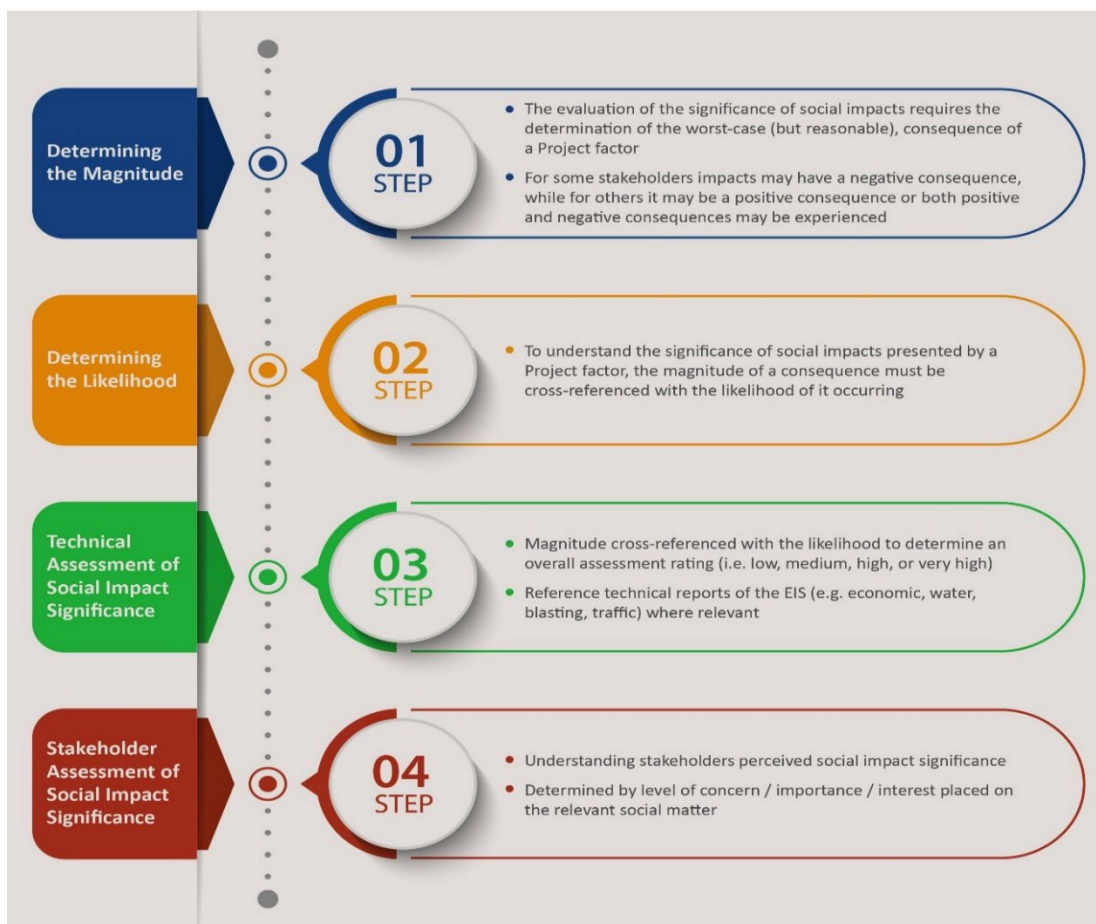 Determining
the Magnitude
01
STEP
• The evaluation of the significance of social impacts requires the
determination of the worst-case (but reasonable), consequence of
a Project factor
• For some stakeholders impacts may have a negative consequence,
while for others it may be a positive consequence or both positive
and negative consequences may be experienced
Determining
the Likelihood
02
STEP
• To understand the significance of social impacts presented by a
Project factor, the magnitude of a consequence must be
cross-referenced with the likelihood of it occurring
Technical
Assessment of
Social Impact
Significance
03
STEP
• Magnitude cross-referenced with the likelihood to determine an
overall assessment rating (i.e. low, medium, high, or very high)
• Reference technical reports of the EIS (e.g. economic, water,
blasting, traffic) where relevant
Stakeholder
Assessment of
Social Impact
Significance
04
STEP
• Understanding stakeholders perceived social impact significance
• Determined by level of concern / importance / interest placed on
the relevant social matter